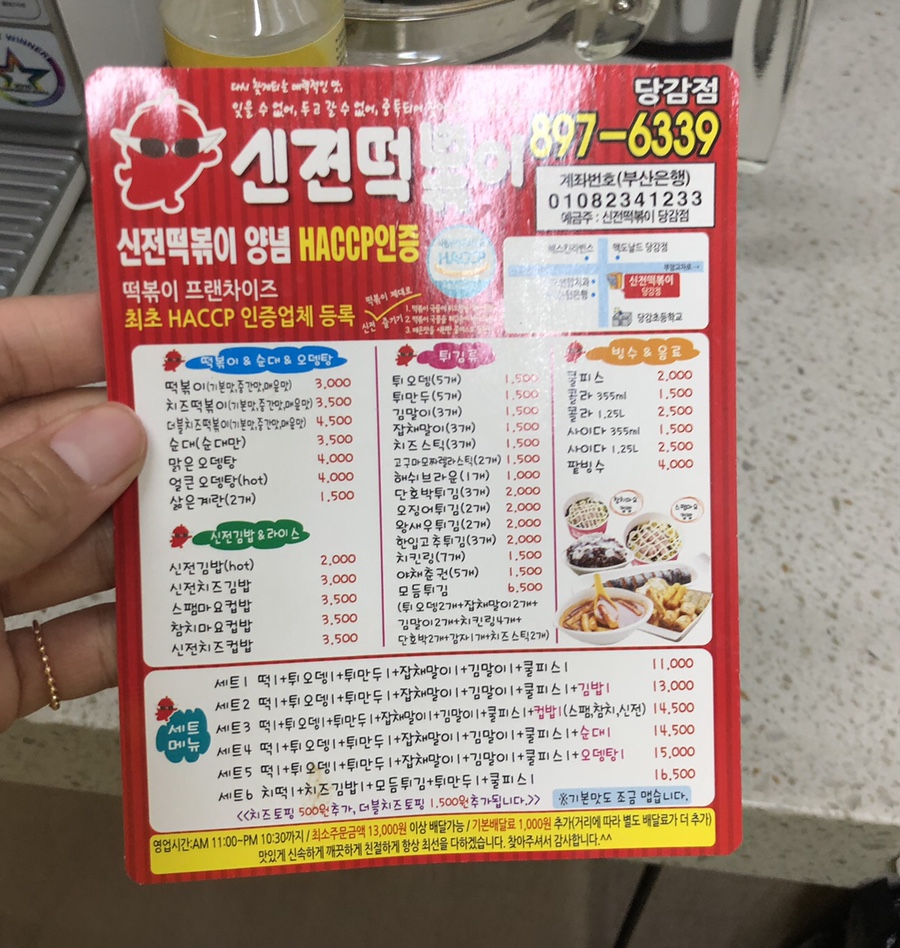 WINNER
다시 찾게되는 매력적인 맛,
잊을 수 없어, 두고 갈 수 없어, 중독되어
신전떡볶이
당감점
897-6339
계좌번호(부산은행)
01082341233
예금주 : 신전떡볶이 당감점
신전떡볶이 양념 HACCP인증
HACCP
떡볶이 프랜차이즈
최초 HACCP 인증업체 등록
떡볶이 제대로
신전 즐기기
맥도날드 당감점
신전떡볶이
당감점
당감초등학교
떡볶이&순대&오뎅탕
떡볶이(기본맛,중간맛,매운맛) 3,000
치즈떡볶이(기본맛,중간맛,매운맛) 3,500
더블치즈떡볶이(기본맛,중간맛,매운맛) 4,500
순대(순대만) 3,500
맑은 오뎅탕 4,000
얼큰 오뎅탕(hot) 4,000
삶은계란(2개) 1,500
신전김밥&라이스
신전김밥(hot) 2,000
신전치즈김밥 3,000
스팸마요컵밥 3,500
참치마요컵밥 3,500
신전치즈컵밥 3,500
튀김류
튀오뎅(5개) 1,500
튀만두(5개) 1,500
김말이(3개) 1,500
잡채말이(3개) 1,500
치즈스틱(3개) 1,500
고구마모짜렐라스틱(2개) 1,500
해쉬브라운(1개) 1,000
단호박튀김(3개) 2,000
오징어튀김(2개) 2,000
왕새우튀김(2개) 2,000
한입고추튀김(3개) 2,000
치킨링(7개) 1,500
야채춘권(5개) 1,500
모듬튀김 6,500
(튀오뎅2개+잡채말이2개+
김말이2개+치킨링4개+
단호박2개+감자1개+치즈스틱2개)
빙수&음료
쿨피스 2,000
콜라 355ml 1,500
콜라 1.25L 2,500
사이다 355ml 1,500
사이다 1.25L 2,500
팥빙수 4,000
참치마요
컵밥
스팸마요
컵밥
세트
메뉴
세트1 떡1+튀오뎅1+튀만두1+잡채말이1+김말이1+쿨피스1 11,000
세트2 떡1+튀오뎅1+튀만두1+잡채말이1+김말이1+쿨피스1+김밥1 13,000
세트3 떡1+튀오뎅1+튀만두1+잡채말이1+김말이1+쿨피스1+컵밥1(스팸,참치,신전) 14,500
세트4 떡1+튀오뎅1+튀만두1+잡채말이1+김말이1+쿨피스1+순대1 14,500
세트5 떡1+튀오뎅1+튀만두1+잡채말이1+김말이1+쿨피스1+오뎅탕1 15,000
세트6 치떡1+치즈김밥1+모듬튀김+튀만두1+쿨피스1 16,500
<<치즈토핑 500원추가, 더블치즈토핑 1.500원추가됩니다.>> ※기본맛도 조금 맵습니다.
영업시간:AM 11:00~PM 10:30까지 / 최소주문금액 13,000원 이상 배달가능 / 기본배달료 1,000원 추가(거리에 따라 별도 배달료가 더 추가)
맛있게 신속하게 깨끗하게 친절하게 항상 최선을 다하겠습니다. 찾아주셔서 감사합니다.^^